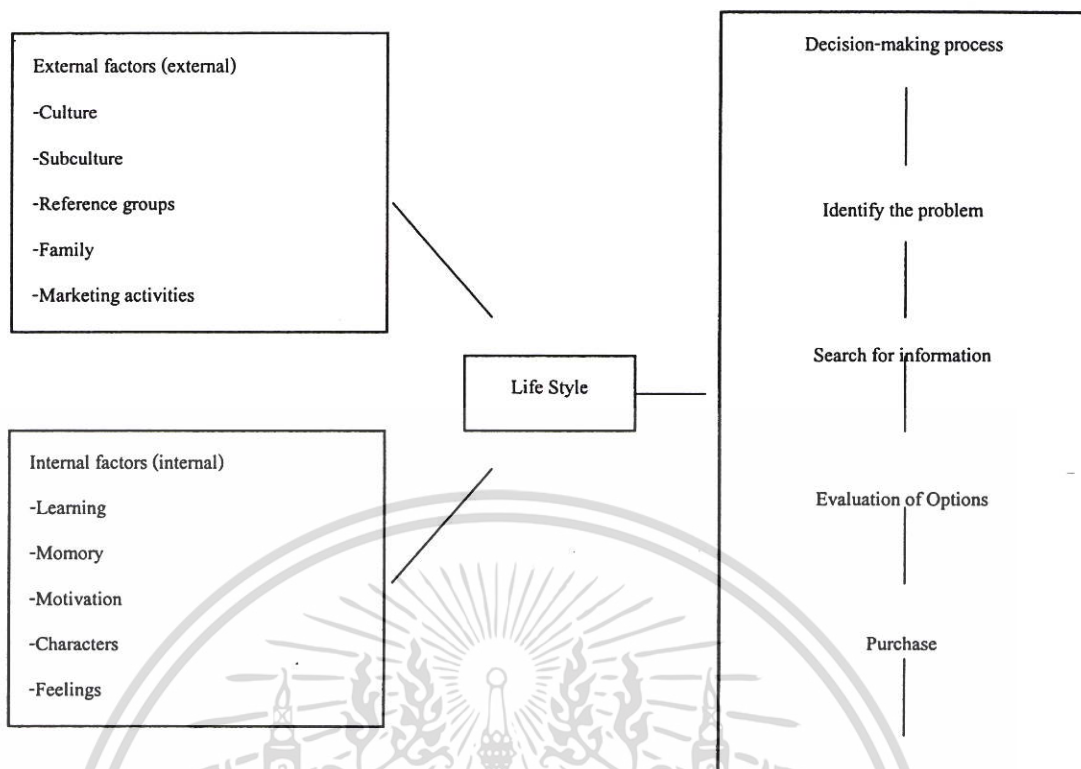 External factors (external)
-Culture
-Subculture
-Reference groups
-Family
-Marketing activities
Internal factors (internal)
-Learning
-Momory
-Motivation
-Characters
-Feelings
Life Style
Decision-making process
Identify the problem
Search for information
Evaluation of Options
Purchase